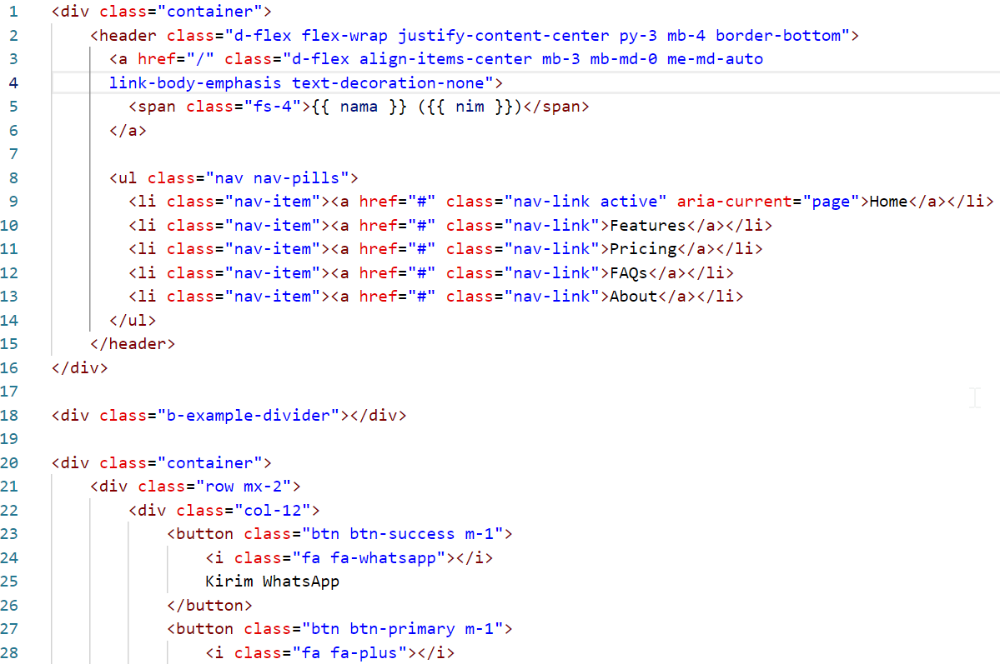 1 <div class="container">
2 <header class="d-flex flex-wrap justify-content-center py-3 mb-4 border-bottom">
3 <a href="/" class="d-flex align-items-center mb-3 mb-md-0 me-md-auto
4 link-body-emphasis text-decoration-none">
5 <span class="fs-4">{{ nama }} ({{ nim }})</span>
6 </a>
7
8 <ul class="nav nav-pills">
9 <li class="nav-item"><a href="#" class="nav-link active" aria-current="page">Home</a></li>
10 <li class="nav-item"><a href="#" class="nav-link">Features</a></li>
11 <li class="nav-item"><a href="#" class="nav-link">Pricing</a></li>
12 <li class="nav-item"><a href="#" class="nav-link">FAQs</a></li>
13 <li class="nav-item"><a href="#" class="nav-link">About</a></li>
14 </ul>
15 </header>
16 </div>
17
18 <div class="b-example-divider"></div>
19
20 <div class="container">
21 <div class="row mx-2">
22 <div class="col-12">
23 <button class="btn btn-success m-1">
24 <i class="fa fa-whatsapp"></i>
25 Kirim WhatsApp
26 </button>
27 <button class="btn btn-primary m-1">
28 <i class="fa fa-plus"></i>